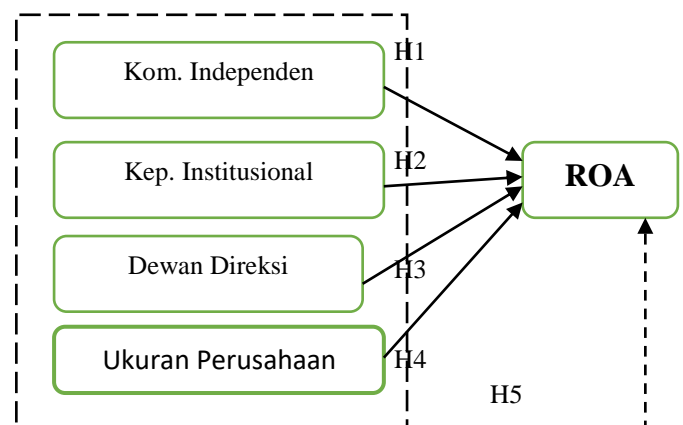 H1
Kom. Independen
H2
Kep. Institusional
ROA
Dewan Direksi
H3
Ukuran Perusahaan
H4
H5